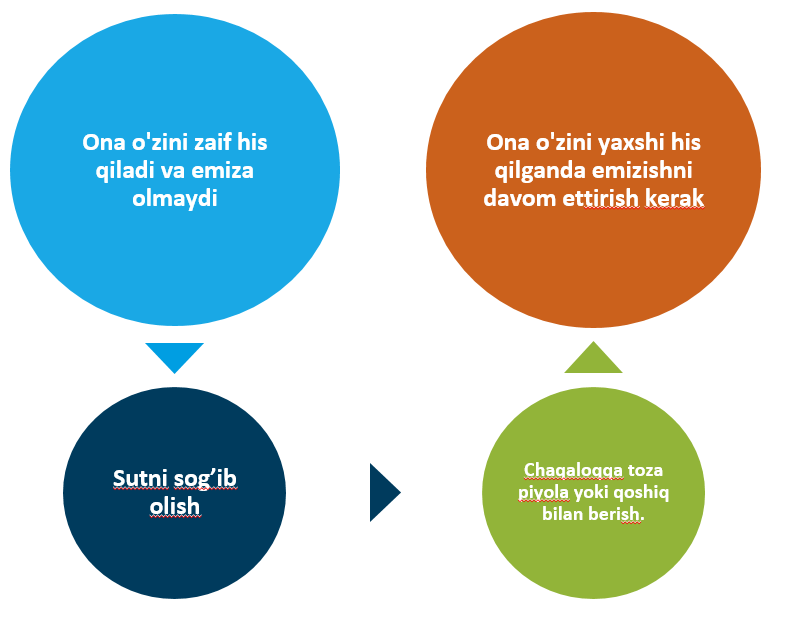 Ona o'zini zaif his
qiladi va emiza
olmaydi
Sutni sog’ib
olish
Chaqaloqqa toza
piyola yoki qoshiq
bilan berish.
Ona o'zini yaxshi his
qilganda emizishni
davom ettirish kerak